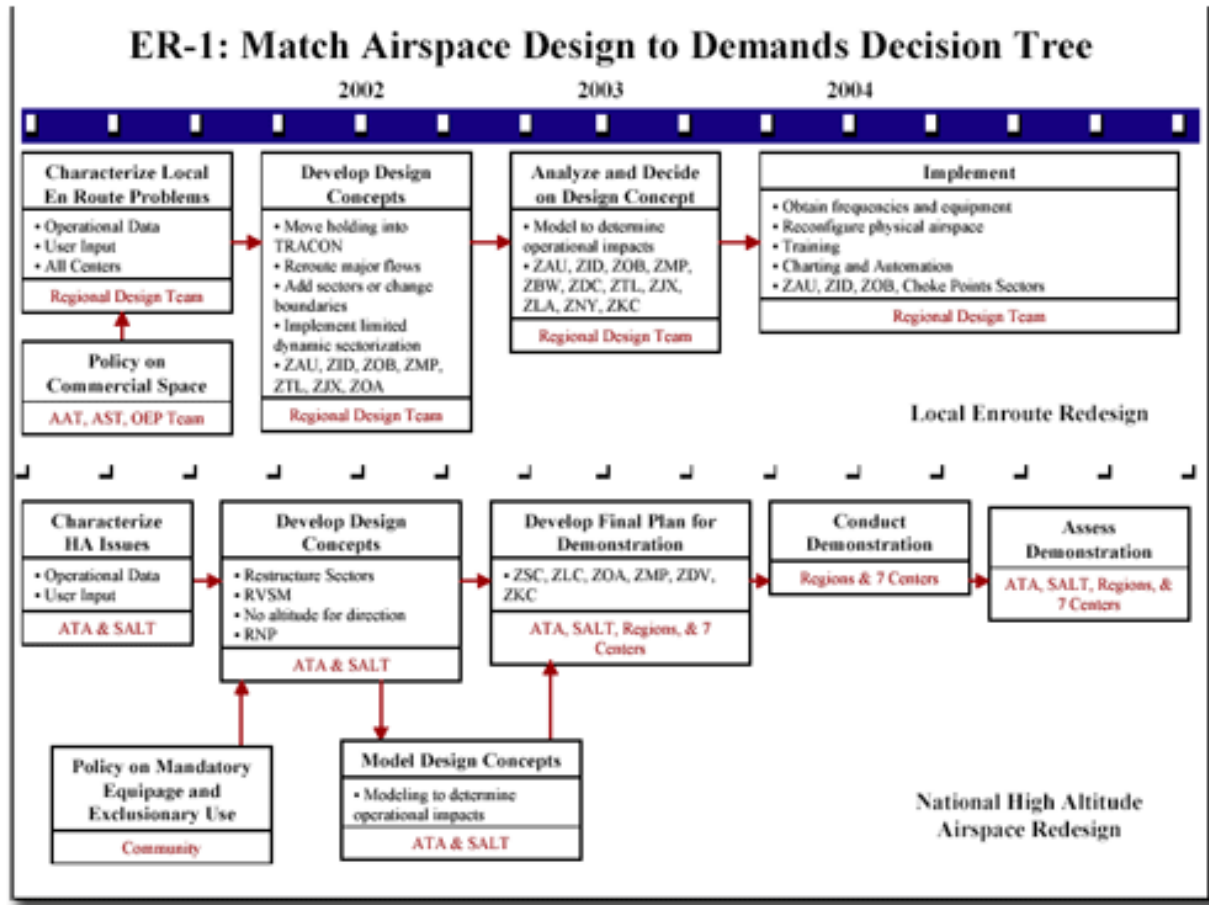 ER-1: Match Airspace Design to Demands Decision Tree
2002
2003
2004
Characterize Local
En Route Problems
• Operational Data
• User Input
• All Centers
Regional Design Team
Policy on
Commercial Space
AAT, AST, OEP Team
Develop Design
Concepts
• Move holding into
TRACON
• Reroute major flows
• Add sectors or change
boundaries
• Implement limited
dynamic sectorization
• ZAU, ZID, ZOB, ZMP,
ZTL, ZJX, ZOA
Regional Design Team
Analyze and Decide
on Design Concept
• Model to determine
operational impacts
• ZAU, ZID, ZOB, ZMP,
ZBW, ZDC, ZTL, ZJX,
ZLA, ZNY, ZKC
Regional Design Team
Implement
• Obtain frequencies and equipment
• Reconfigure physical airspace
• Training
• Charting and Automation
• ZAU, ZID, ZOB, Choke Points Sectors
Regional Design Team
Local Enroute Redesign
Characterize
HA Issues
• Operational Data
• User Input
ATA & SALT
Develop Design
Concepts
• Restructure Sectors
• RVSM
• No altitude for direction
• RNP
ATA & SALT
Develop Final Plan for
Demonstration
• ZSC, ZLC, ZOA, ZMP, ZDV,
ZKC
ATA, SALT, Regions, & 7
Centers
Conduct
Demonstration
Regions & 7 Centers
Assess
Demonstration
ATA, SALT, Regions, &
7 Centers
Policy on Mandatory
Equipage and
Exclusionary Use
Community
Model Design Concepts
• Modeling to determine
operational impacts
ATA & SALT
National High Altitude
Airspace Redesign